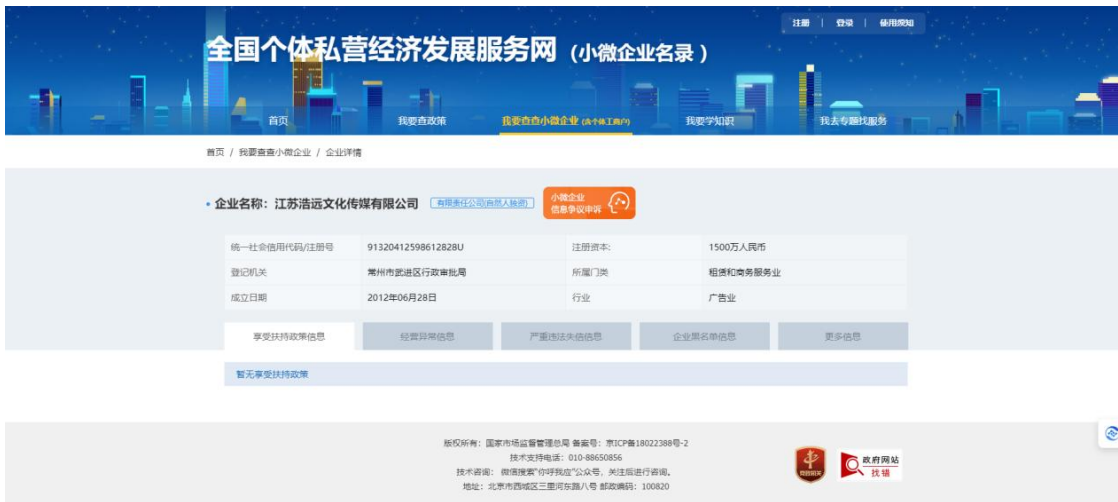 注册 | 登录 | 使用须知
全国个体私营经济发展服务网（小微企业名录）
首页 我要查政策 我要查查小微企业 (含个体工商户) 我要学知识 我去专题找服务
首页 / 我要查查小微企业 / 企业详情
企业名称：江苏浩远文化传媒有限公司 有限责任公司(自然人独资) 小微企业
信息争议申诉
统一社会信用代码/注册号 91320412598612828U 注册资本: 1500万人民币
登记机关 常州市武进区行政审批局 所属门类 租赁和商务服务业
成立日期 2012年06月28日 行业 广告业
享受扶持政策信息 经营异常信息 严重违法失信信息 企业黑名单信息 更多信息
暂无享受扶持政策
版权所有：国家市场监督管理总局 备案号：京ICP备18022388号-2
技术支持电话：010-88650856
技术咨询： 微信搜索"你呼我应"公众号，关注后进行咨询。
地址：北京市西城区三里河东路八号 邮政编码：100820
党政机关
政府网站
找错